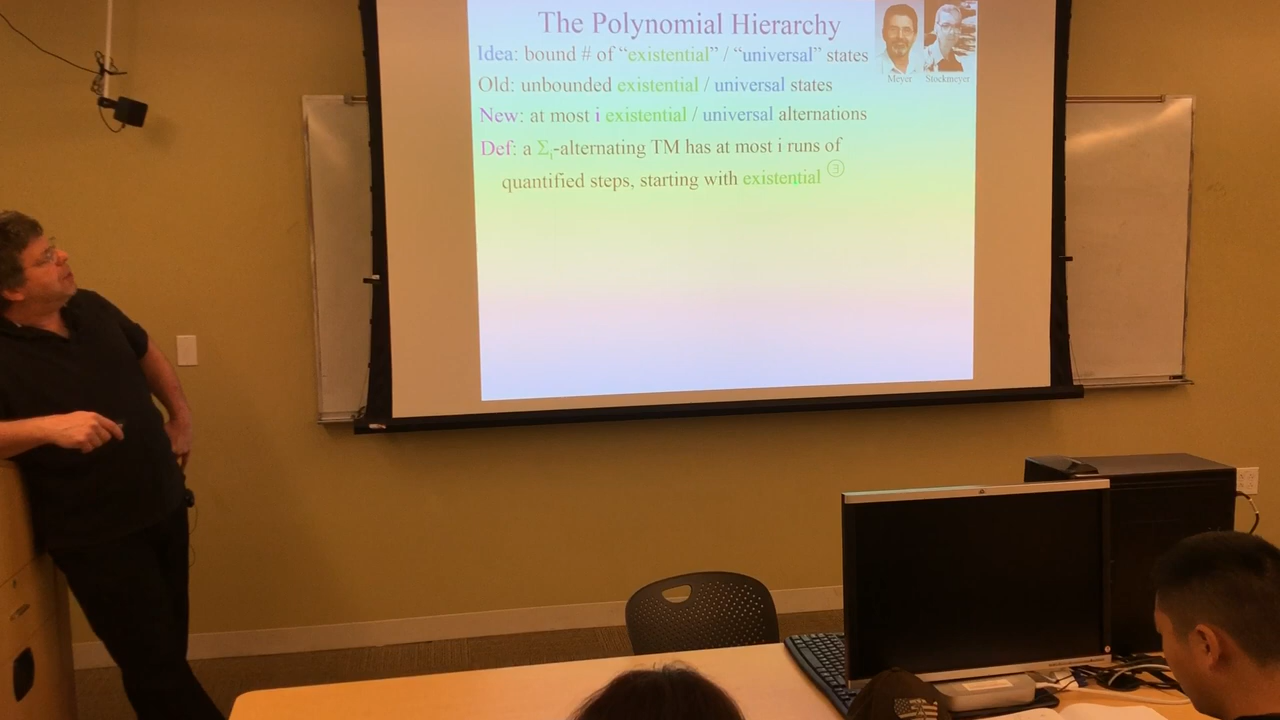 The Polynomial Hierarchy
Idea: bound # of “existential” / “universal” states
Meyer Stockmeyer
Old: unbounded existential / universal states
New: at most i existential / universal alternations
Def: a Σi-alternating TM has at most i runs of
quantified steps, starting with existential ∃